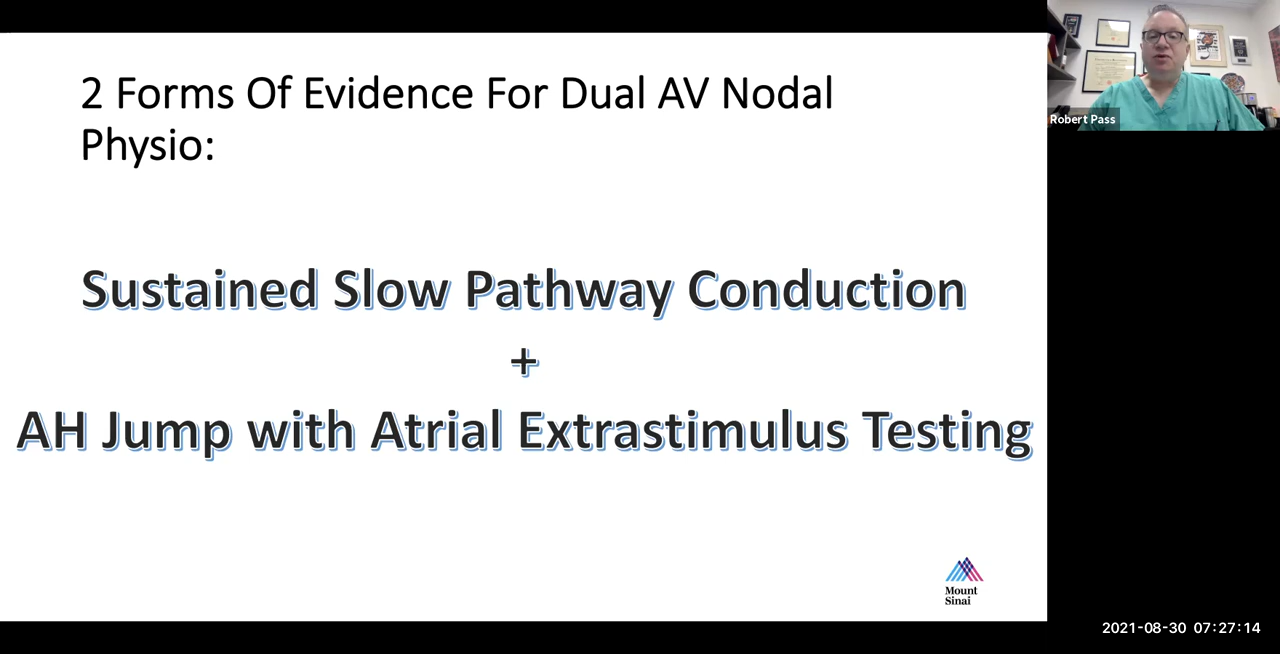 2 Forms Of Evidence For Dual AV Nodal
Physio:
Sustained Slow Pathway Conduction
+
AH Jump with Atrial Extrastimulus Testing
Mount
Sinai
Robert Pass
2021-08-30 07:27:14